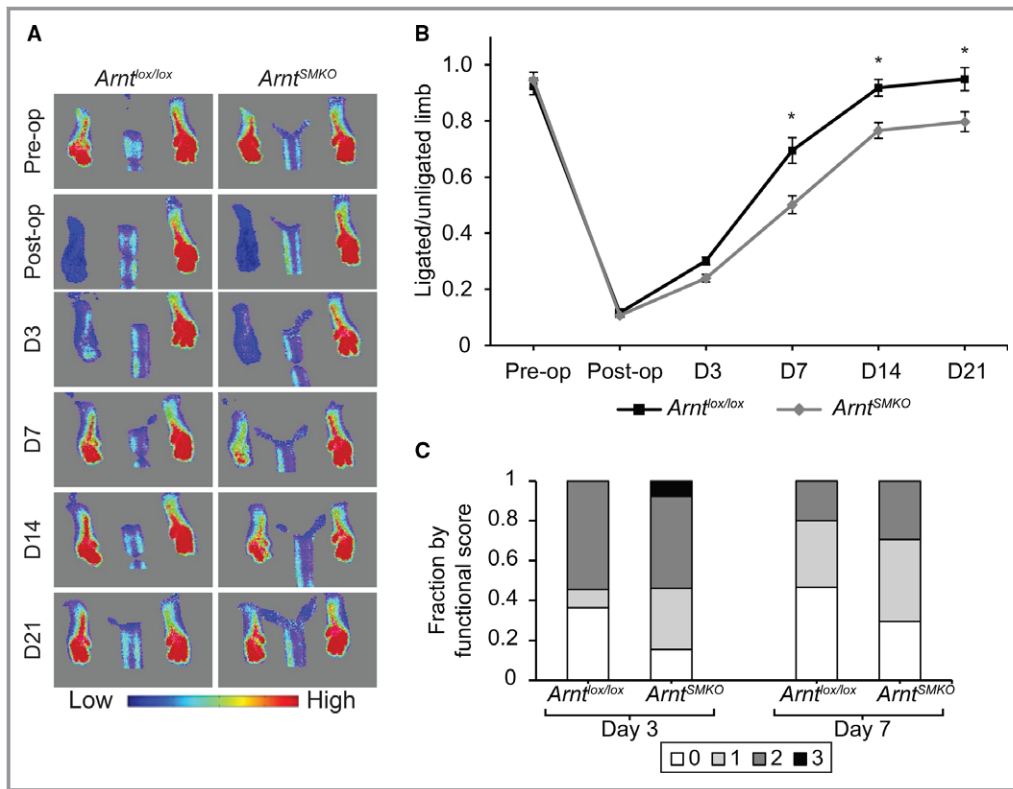 A
Arnt^lox/lox Arnt^SMKO
Pre-op
Post-op
D3
D7
D14
D21
Low High
B
Ligated/unligated limb
1.0
0.8
0.6
0.4
0.2
0
* * *
Pre-op Post-op D3 D7 D14 D21
Arnt^lox/lox Arnt^SMKO
C
Fraction by
functional score
1
0.8
0.6
0.4
0.2
0
Arnt^lox/lox Arnt^SMKO Arnt^lox/lox Arnt^SMKO
Day 3 Day 7
0 1 2 3